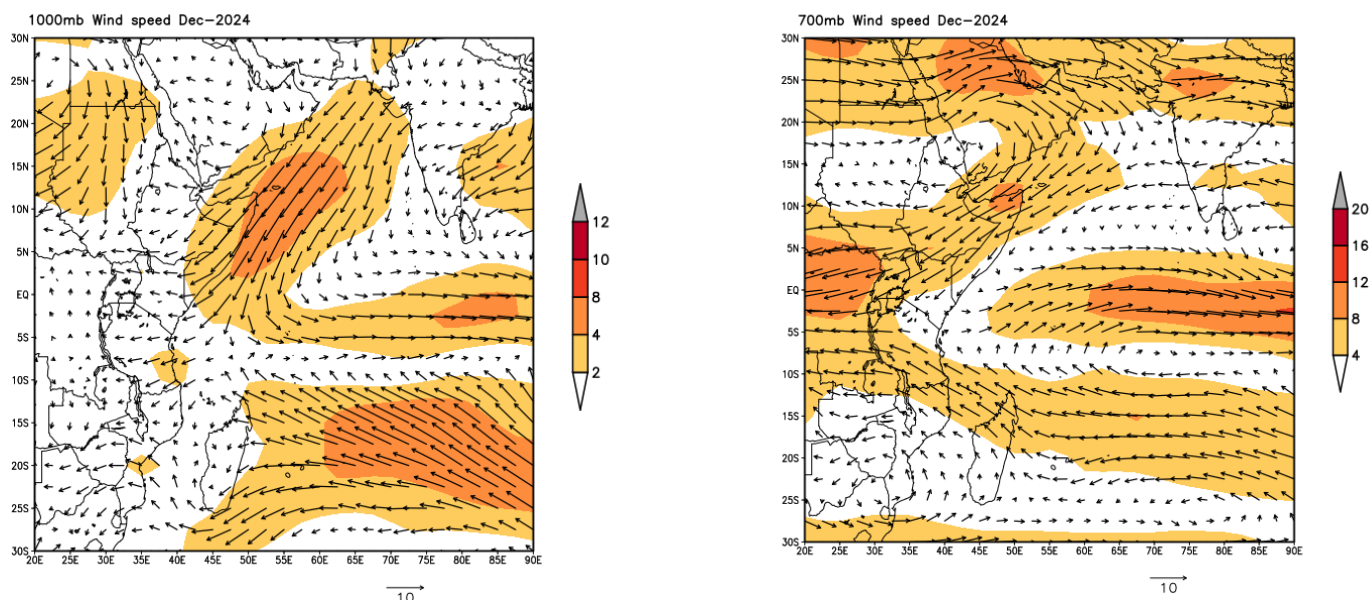 1000mb Wind speed Dec-2024
30N
25N
20N
15N
10N
5N
EQ
5S
10S
15S
20S
25S
30S
20E 25E 30E 35E 40E 45E 50E 55E 60E 65E 70E 75E 80E 85E 90E
10
12
10
8
4
2
700mb Wind speed Dec-2024
30N
25N
20N
15N
10N
5N
EQ
5S
10S
15S
20S
25S
30S
20E 25E 30E 35E 40E 45E 50E 55E 60E 65E 70E 75E 80E 85E 90E
10
20
16
12
8
4